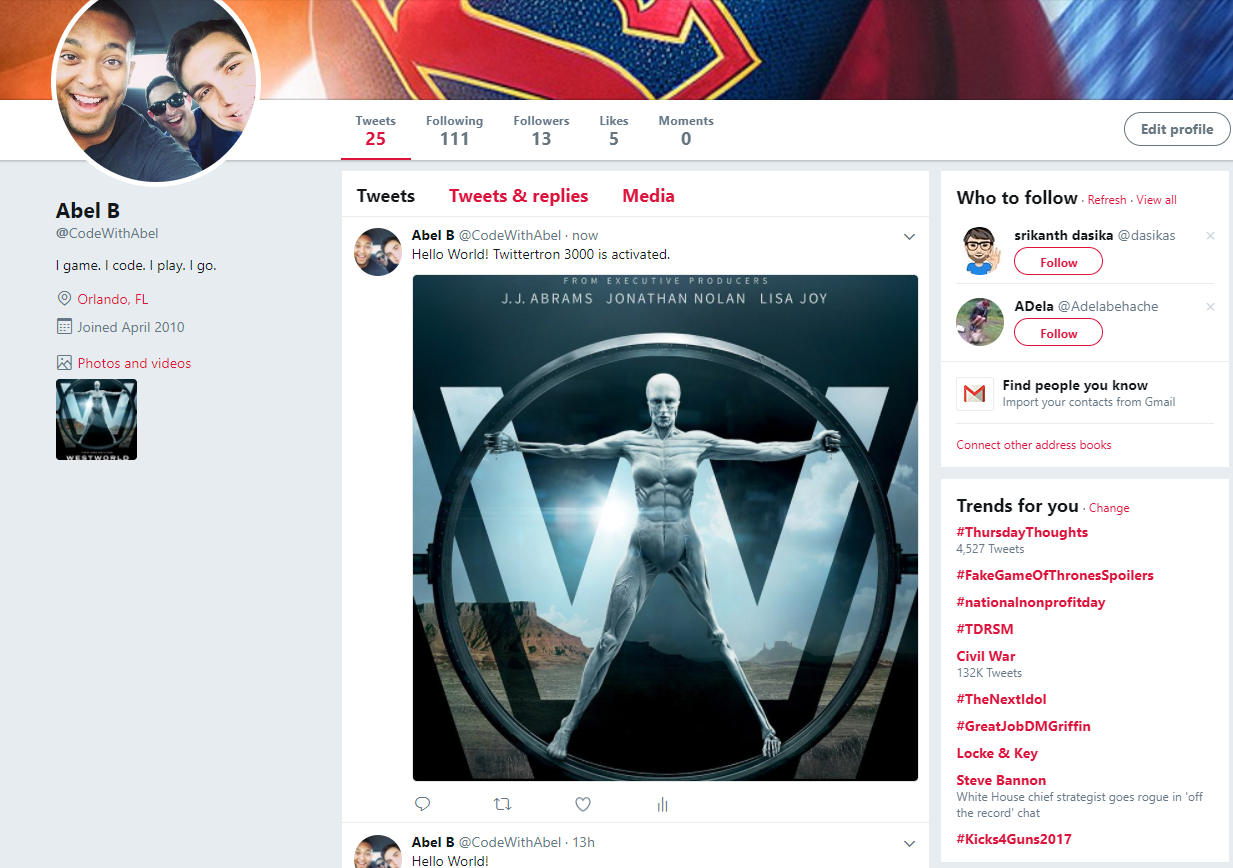 Tweets
25
Following
111
Followers
13
Likes
5
Moments
0
Edit profile
Abel B
@CodeWithAbel
I game. I code. I play. I go.
Orlando, FL
Joined April 2010
Photos and videos
WESTWORLD
Tweets Tweets & replies Media
Abel B @CodeWithAbel · now
Hello World! Twittertron 3000 is activated.
FROM EXECUTIVE PRODUCERS
J.J. ABRAMS JONATHAN NOLAN LISA JOY
Abel B @CodeWithAbel · 13h
Hello World!
Who to follow · Refresh · View all
srikanth dasika @dasikas
Follow
ADela @Adelabehache
Follow
Find people you know
Import your contacts from Gmail
Connect other address books
Trends for you · Change
#ThursdayThoughts
4,527 Tweets
#FakeGameOfThronesSpoilers
#nationalnonprofitday
#TDRSM
Civil War
132K Tweets
#TheNextIdol
#GreatJobDMGriffin
Locke & Key
Steve Bannon
White House chief strategist goes rogue in 'off
the record' chat
#Kicks4Guns2017